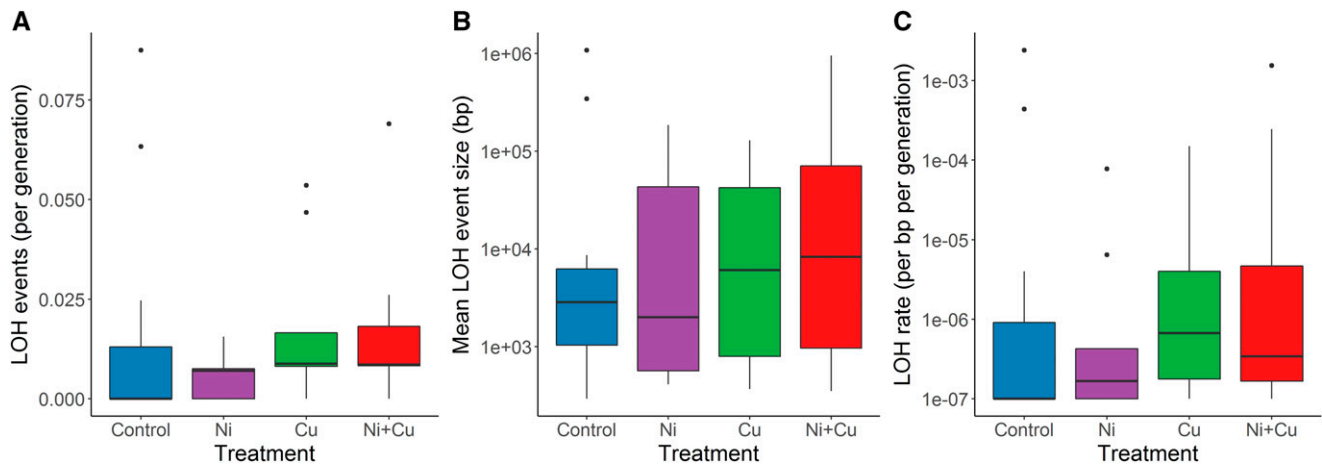 A
LOH events (per generation)
0.075
0.050
0.025
0.000
Control Ni Cu Ni+Cu
Treatment
B
Mean LOH event size (bp)
1e+06
1e+05
1e+04
1e+03
Control Ni Cu Ni+Cu
Treatment
C
LOH rate (per bp per generation)
1e-03
1e-04
1e-05
1e-06
1e-07
Control Ni Cu Ni+Cu
Treatment